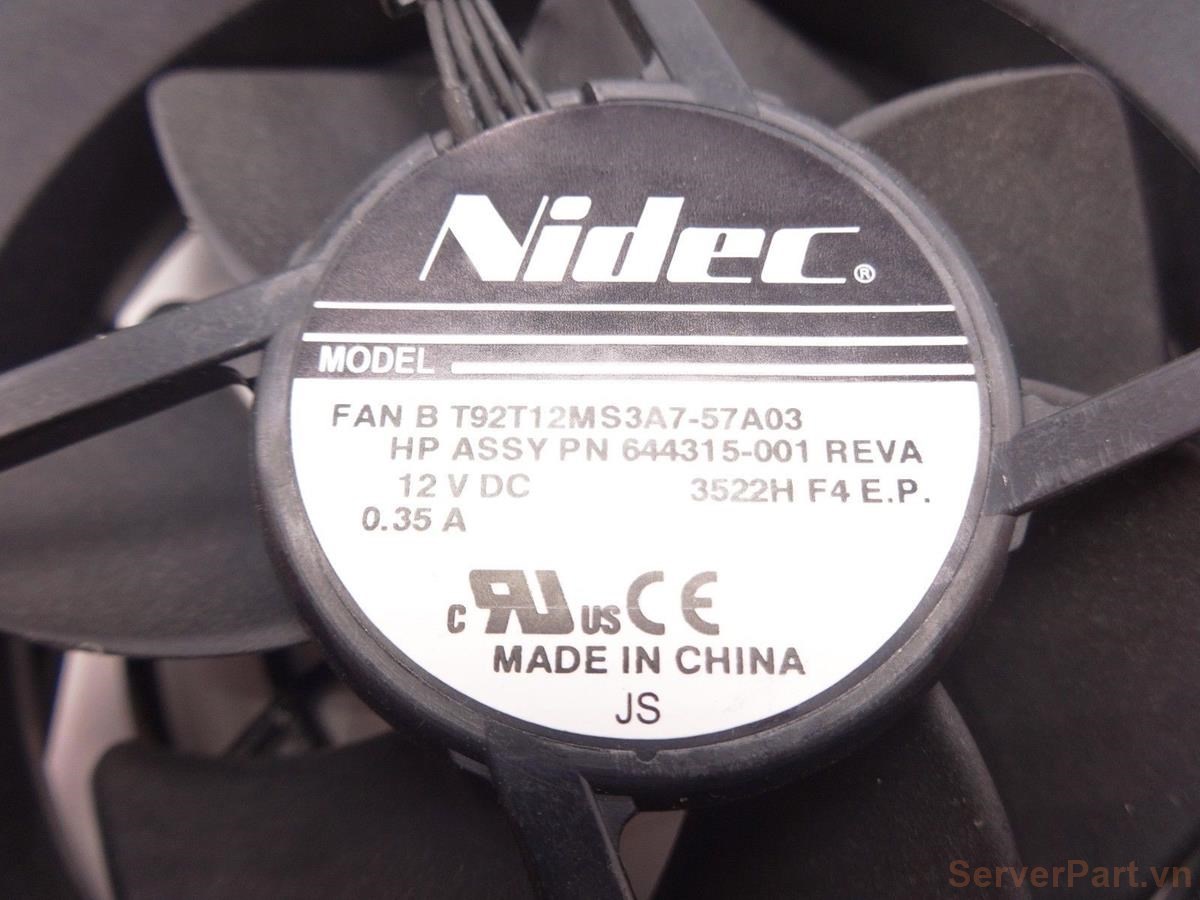 Nidec®
MODEL
FAN B T92T12MS3A7-57A03
HP ASSY PN 644315-001 REVA
12 V DC 3522H F4 E.P.
0.35 A
c RU US CE
MADE IN CHINA
JS
ServerPart.vn